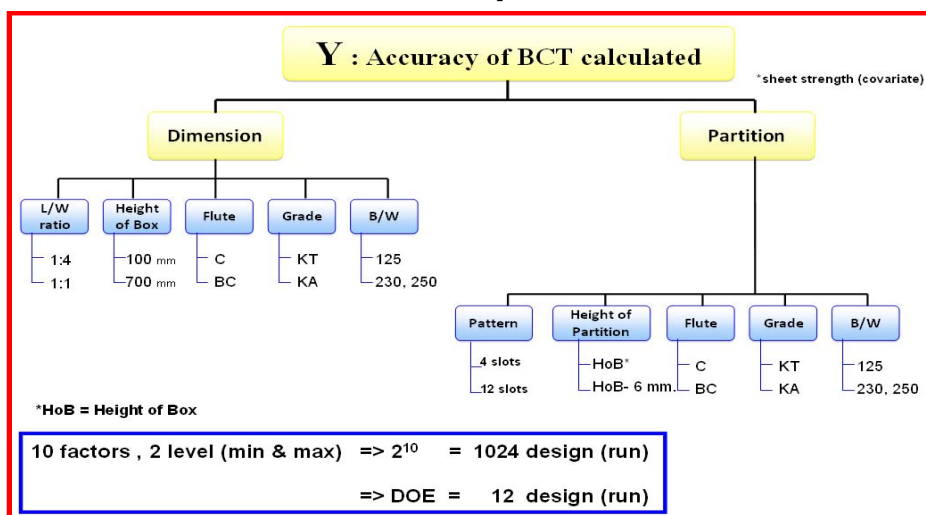 Y : Accuracy of BCT calculated
*sheet strength (covariate)
Dimension
Partition
L/W ratio
Height of Box
Flute
Grade
B/W
1:4
1:1
100 mm
700 mm
C
BC
KT
KA
125
230, 250
Pattern
Height of Partition
Flute
Grade
B/W
4 slots
12 slots
HoB*
HoB- 6 mm.
C
BC
KT
KA
125
230, 250
*HoB = Height of Box
10 factors , 2 level (min & max) => 2¹⁰ = 1024 design (run)
=> DOE = 12 design (run)